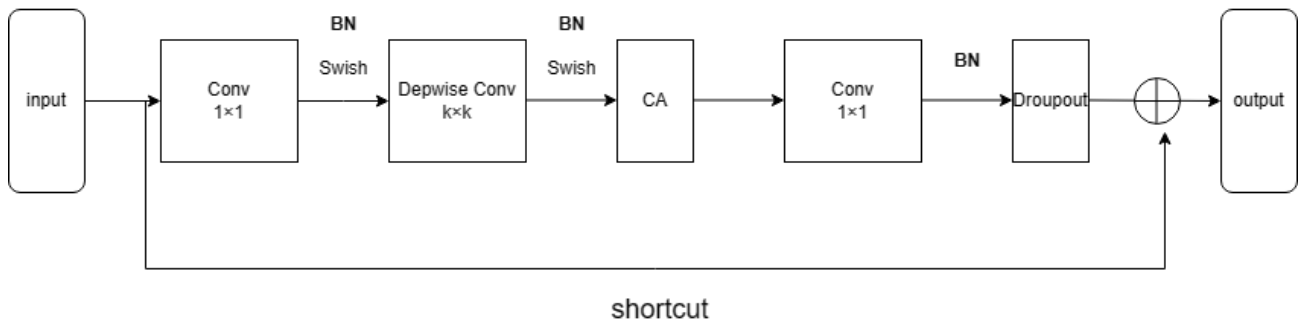 input
Conv
1×1
BN
Swish
Depwise Conv
k×k
BN
Swish
CA
Conv
1×1
BN
Droupout
output
shortcut